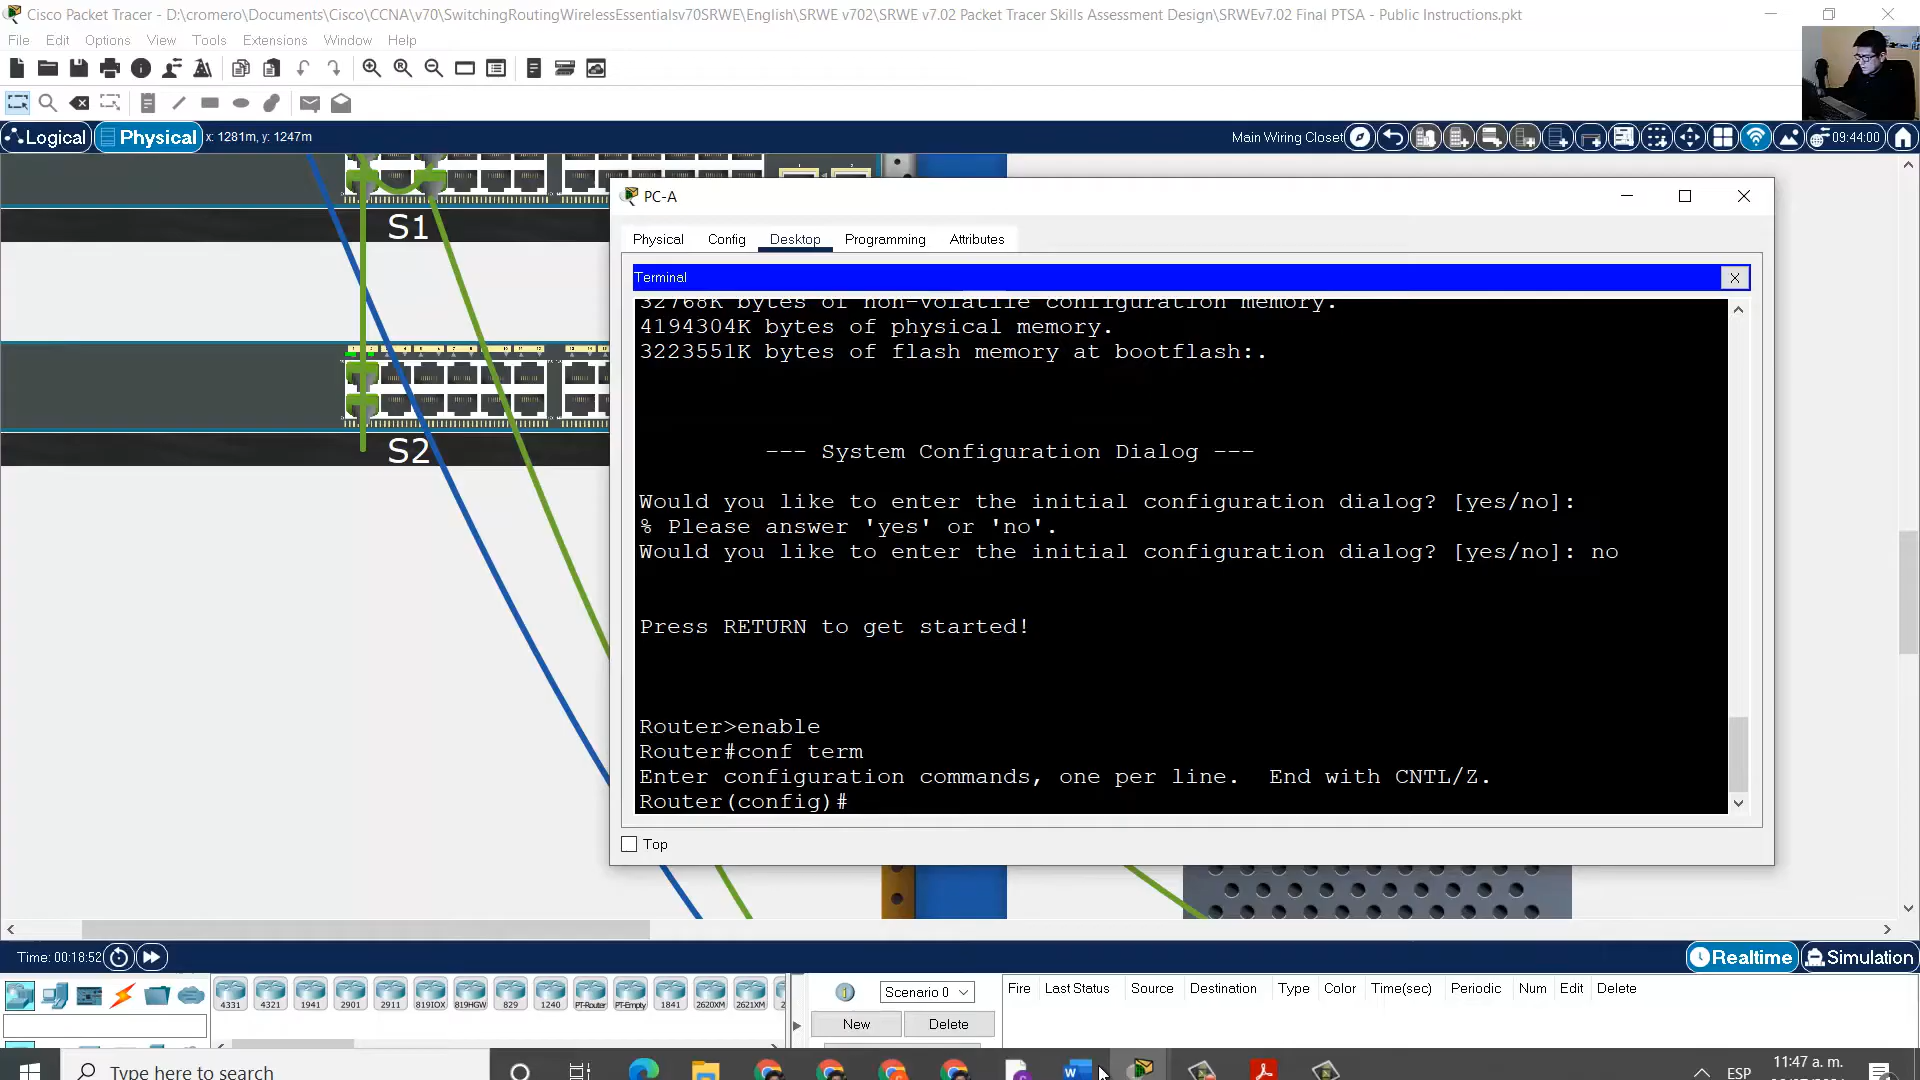 Cisco Packet Tracer - D:\cromero\Documents\Cisco\CCNA\v70\SwitchingRoutingWirelessEssentialsv70SRWE\English\SRWE v702\SRWE v7.02 Packet Tracer Skills Assessment Design\SRWEv7.02 Final PTSA - Public Instructions.pkt
File Edit Options View Tools Extensions Window Help
Logical Physical x: 1281m, y: 1247m Main Wiring Closet 09:44:00
S1
S2
PC-A
Physical Config Desktop Programming Attributes
Terminal X
32768K bytes of non-volatile configuration memory.
4194304K bytes of physical memory.
3223551K bytes of flash memory at bootflash:.
--- System Configuration Dialog ---
Would you like to enter the initial configuration dialog? [yes/no]:
% Please answer 'yes' or 'no'.
Would you like to enter the initial configuration dialog? [yes/no]: no
Press RETURN to get started!
Router>enable
Router#conf term
Enter configuration commands, one per line.  End with CNTL/Z.
Router(config)#
Top
Time: 00:18:52 Realtime Simulation
4331 4321 1941 2901 2911 819IOX 819HGW 829 1240 PT-Router PT-Empty 1841 2620XM 2621XM
Scenario 0
New Delete
Fire Last Status Source Destination Type Color Time(sec) Periodic Num Edit Delete
Type here to search
ESP
11:47 a. m.